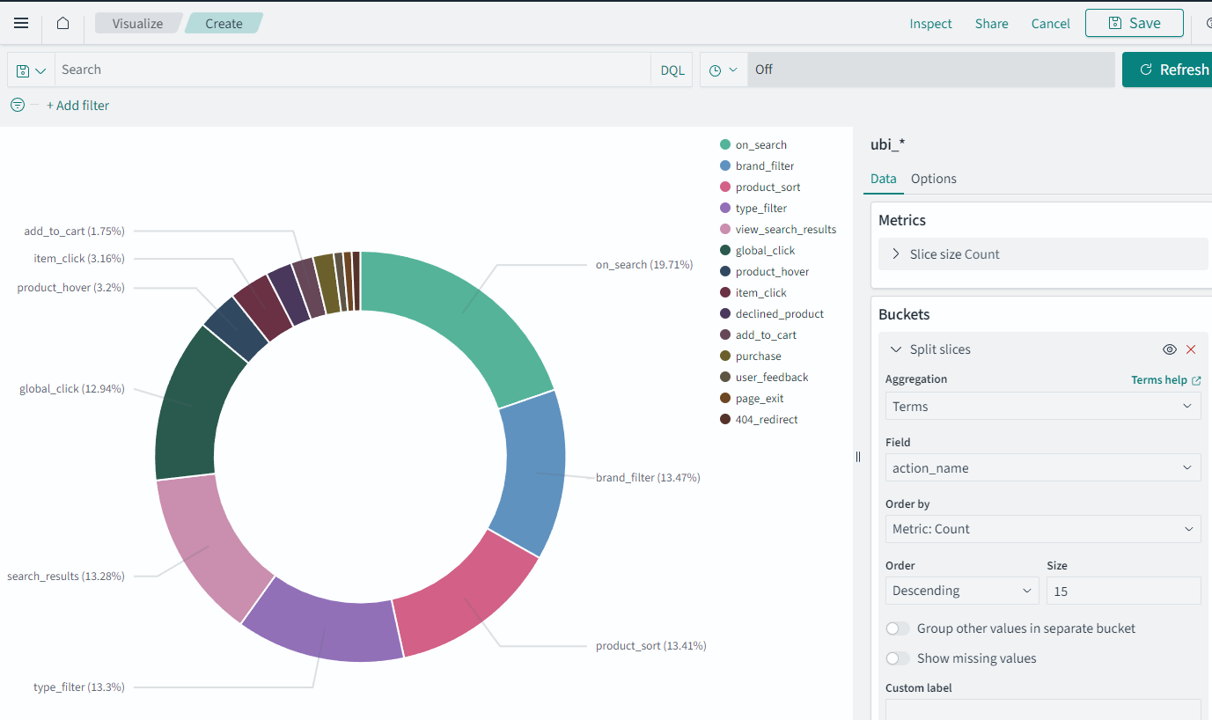 Visualize Create Inspect Share Cancel Save
Search DQL Off Refresh
+ Add filter
on_search
brand_filter
product_sort
type_filter
view_search_results
global_click
product_hover
item_click
declined_product
add_to_cart
purchase
user_feedback
page_exit
404_redirect
add_to_cart (1.75%)
item_click (3.16%)
product_hover (3.2%)
global_click (12.94%)
search_results (13.28%)
type_filter (13.3%)
on_search (19.71%)
brand_filter (13.47%)
product_sort (13.41%)
ubi_*
Data Options
Metrics
Slice size Count
Buckets
Split slices
Aggregation Terms help
Terms
Field
action_name
Order by
Metric: Count
Order Size
Descending 15
Group other values in separate bucket
Show missing values
Custom label